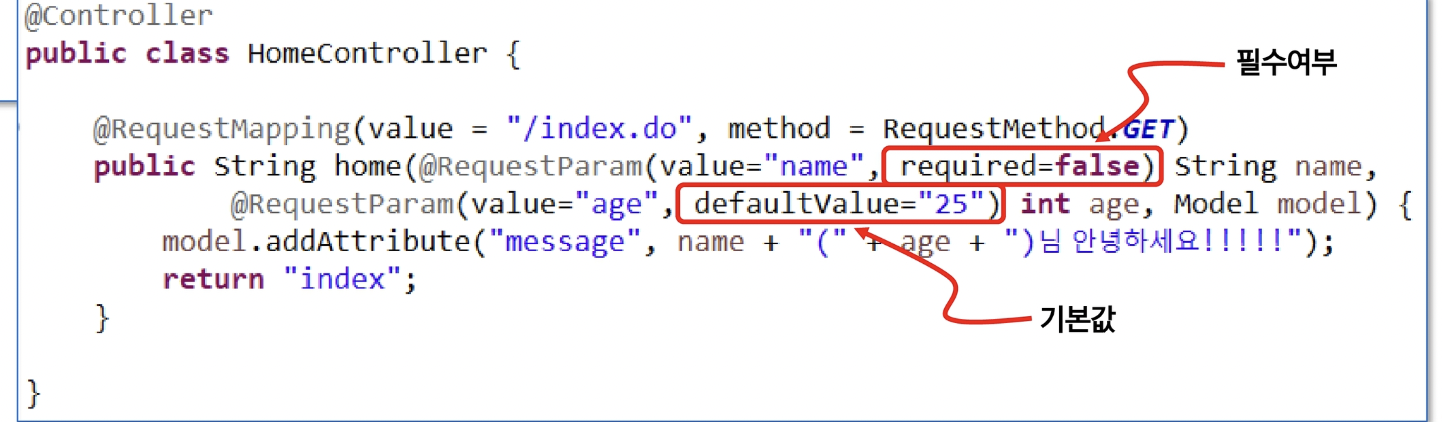 @Controller
public class HomeController {
필수여부
@RequestMapping(value = "/index.do", method = RequestMethod.GET)
public String home(@RequestParam(value="name", required=false) String name,
@RequestParam(value="age", defaultValue="25") int age, Model model) {
model.addAttribute("message", name + "(" + age + ")님 안녕하세요!!!!!");
return "index";
기본값
}
}